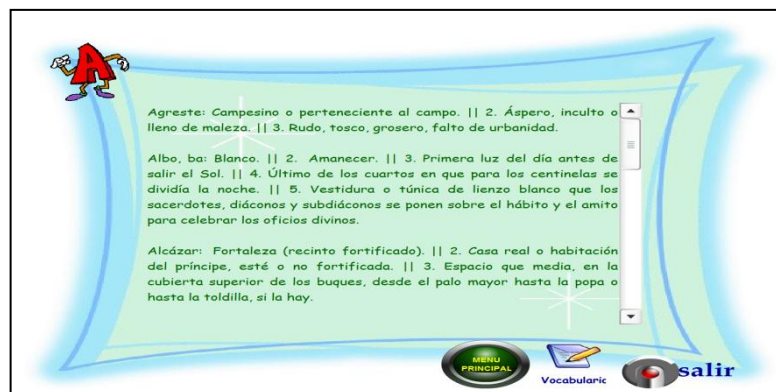 A
Agreste: Campesino o perteneciente al campo. || 2. Áspero, inculto o
lleno de maleza. || 3. Rudo, tosco, grosero, falto de urbanidad.
Albo, ba: Blanco. || 2. Amanecer. || 3. Primera luz del día antes de
salir el Sol. || 4. Último de los cuartos en que para los centinelas se
dividía la noche. || 5. Vestidura o túnica de lienzo blanco que los
sacerdotes, diáconos y subdiáconos se ponen sobre el hábito y el amito
para celebrar los oficios divinos.
Alcázar: Fortaleza (recinto fortificado). || 2. Casa real o habitación
del príncipe, esté o no fortificada. || 3. Espacio que media, en la
cubierta superior de los buques, desde el palo mayor hasta la popa o
hasta la toldilla, si la hay.
MENU
PRINCIPAL
Vocabulario
salir